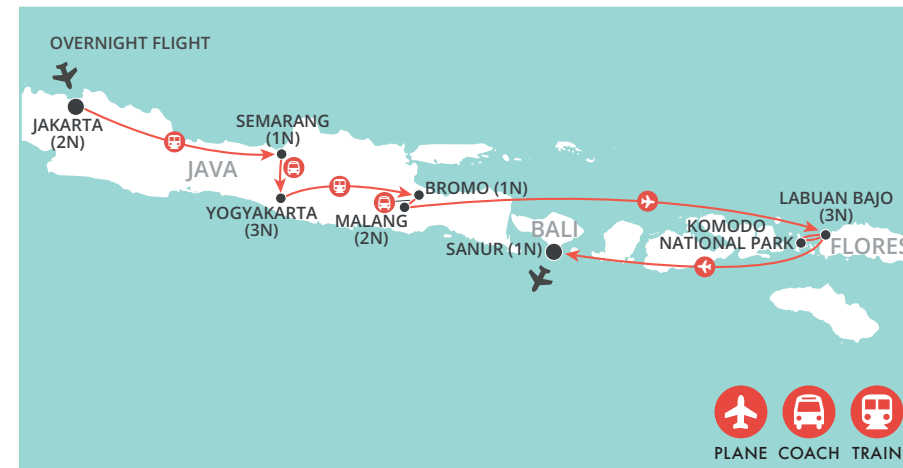 OVERNIGHT FLIGHT
JAKARTA
(2N)
SEMARANG
(1N)
JAVA
YOGYAKARTA
(3N)
BROMO (1N)
MALANG
(2N)
BALI
SANUR (1N)
LABUAN BAJO
(3N)
KOMODO
NATIONAL PARK
FLORES
PLANE COACH TRAIN